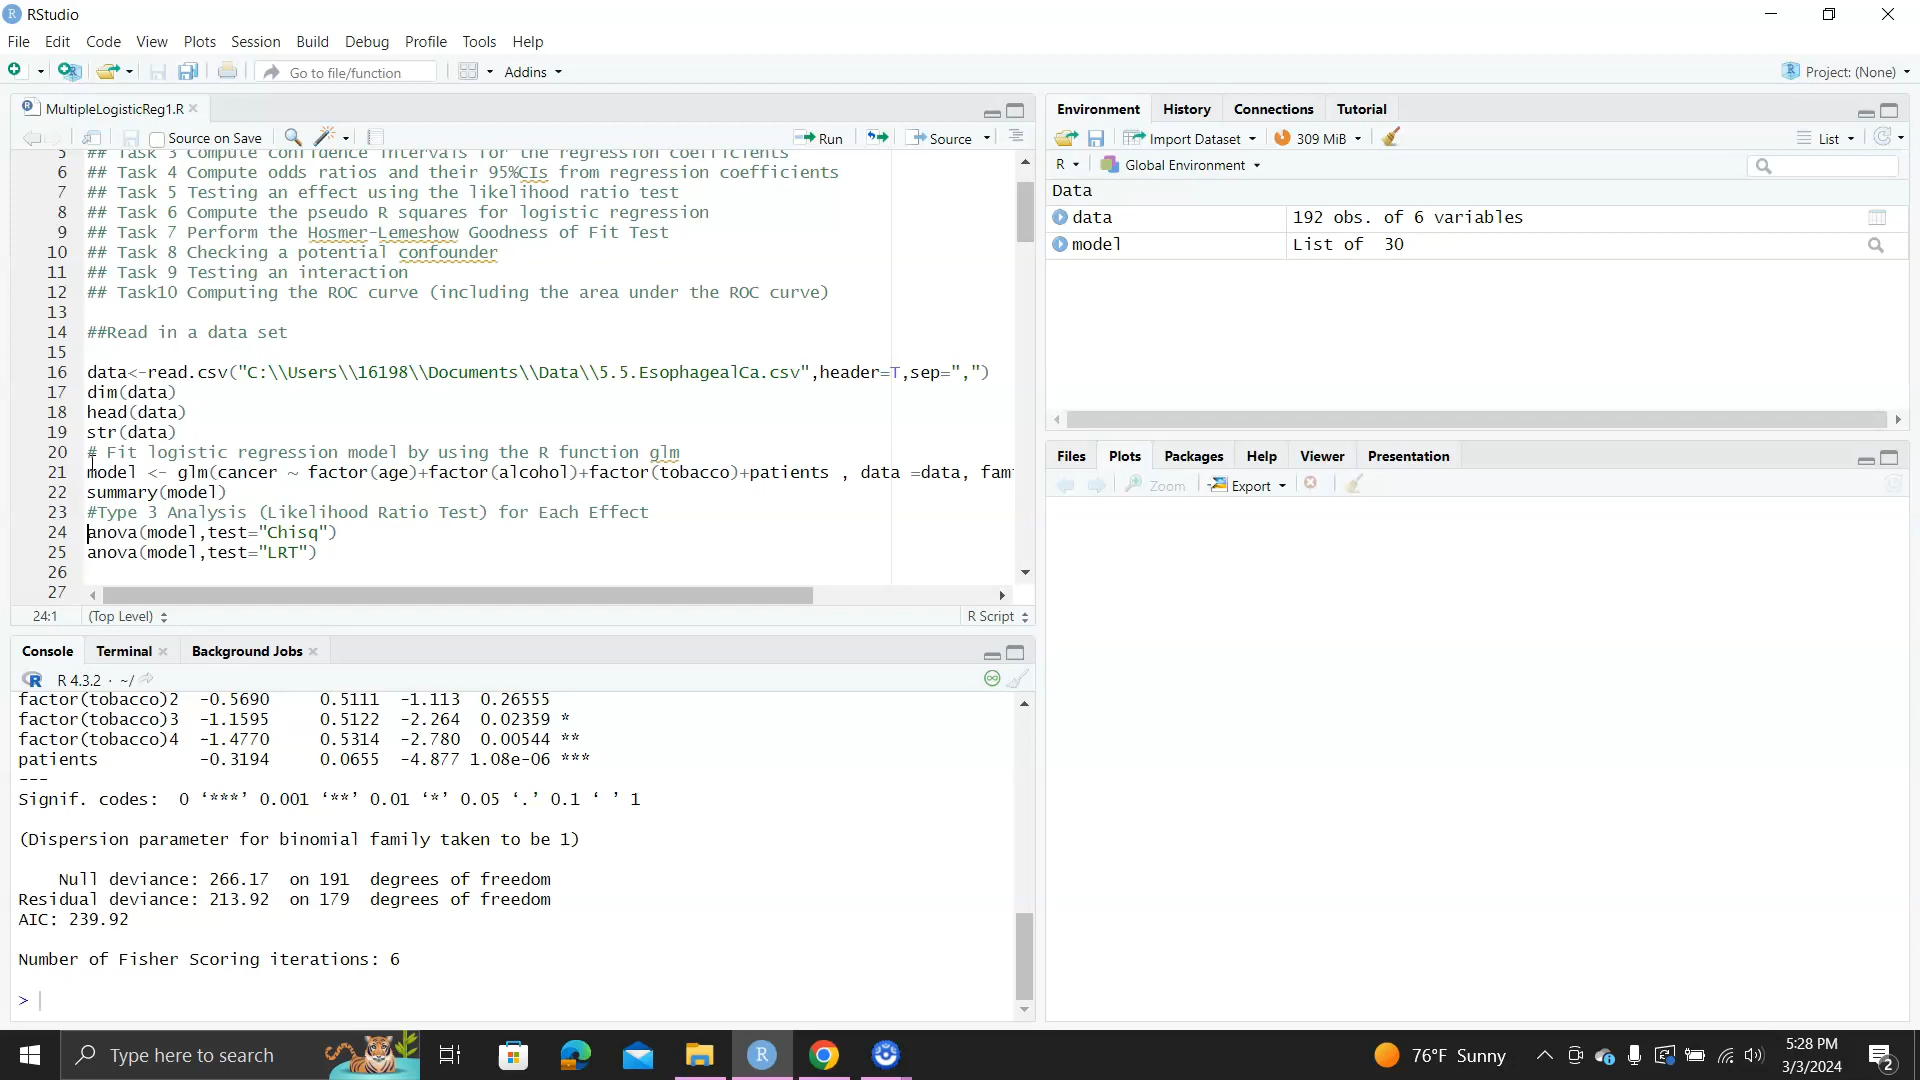 RStudio
File Edit Code View Plots Session Build Debug Profile Tools Help
Go to file/function Addins Project: (None)
MultipleLogisticReg1.R
Source on Save Run Source
5 ## Task 3 Compute confidence intervals for the regression coefficients
6 ## Task 4 Compute odds ratios and their 95%CIs from regression coefficients
7 ## Task 5 Testing an effect using the likelihood ratio test
8 ## Task 6 Compute the pseudo R squares for logistic regression
9 ## Task 7 Perform the Hosmer-Lemeshow Goodness of Fit Test
10 ## Task 8 Checking a potential confounder
11 ## Task 9 Testing an interaction
12 ## Task10 Computing the ROC curve (including the area under the ROC curve)
13
14 ##Read in a data set
15
16 data<-read.csv("C:\\Users\\16198\\Documents\\Data\\5.5.EsophagealCa.csv",header=T,sep=",")
17 dim(data)
18 head(data)
19 str(data)
20 # Fit logistic regression model by using the R function glm
21 model <- glm(cancer ~ factor(age)+factor(alcohol)+factor(tobacco)+patients , data =data, fam
22 summary(model)
23 #Type 3 Analysis (Likelihood Ratio Test) for Each Effect
24 anova(model,test="Chisq")
25 anova(model,test="LRT")
26
27
24:1 (Top Level) R Script
Console Terminal Background Jobs
R 4.3.2 · ~/
factor(tobacco)2 -0.5690 0.5111 -1.113 0.26555
factor(tobacco)3 -1.1595 0.5122 -2.264 0.02359 *
factor(tobacco)4 -1.4770 0.5314 -2.780 0.00544 **
patients -0.3194 0.0655 -4.877 1.08e-06 ***
---
Signif. codes: 0 ‘***’ 0.001 ‘**’ 0.01 ‘*’ 0.05 ‘.’ 0.1 ‘ ’ 1
(Dispersion parameter for binomial family taken to be 1)
Null deviance: 266.17 on 191 degrees of freedom
Residual deviance: 213.92 on 179 degrees of freedom
AIC: 239.92
Number of Fisher Scoring iterations: 6
>
Environment History Connections Tutorial
Import Dataset 309 MiB List
R Global Environment
Data
data 192 obs. of 6 variables
model List of 30
Files Plots Packages Help Viewer Presentation
Zoom Export
Type here to search
76°F Sunny
5:28 PM
3/3/2024
2